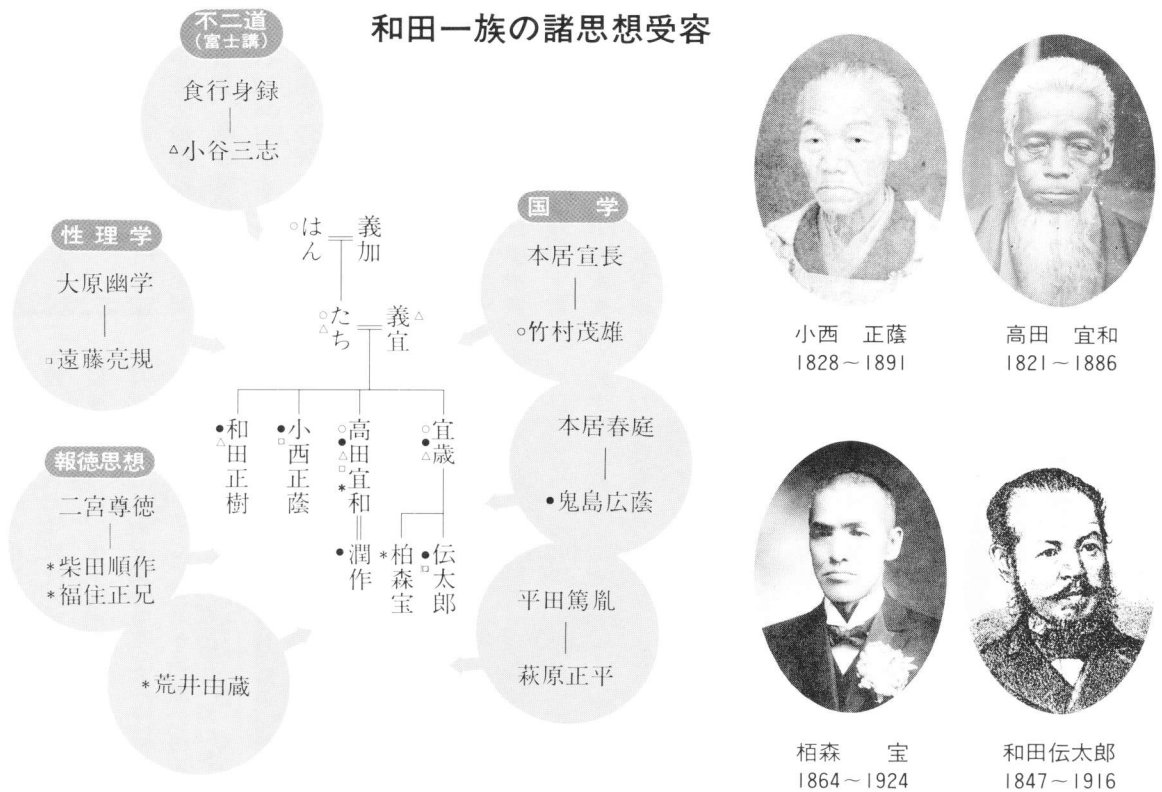 和田一族の諸思想受容
不二道
(富士講)
食行身録
△小谷三志
性理学
大原幽学
□遠藤亮規
報徳思想
二宮尊徳
*柴田順作
*福住正兄
*荒井由蔵
義加
○はん
△義宜
○△たち
○●△宜歳
○●△□*高田宜和
●□小西正蔭
●△和田正樹
●□伝太郎
*柏森宝
●潤作
国学
本居宣長
○竹村茂雄
本居春庭
●鬼島広蔭
平田篤胤
萩原正平
小西 正蔭
1828～1891
高田 宜和
1821～1886
栢森 宝
1864～1924
和田伝太郎
1847～1916